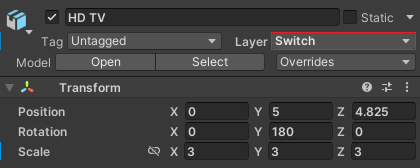 HD TV Static
Tag Untagged Layer Switch
Model Open Select Overrides
Transform
Position X 0 Y 5 Z 4.825
Rotation X 0 Y 180 Z 0
Scale X 3 Y 3 Z 3